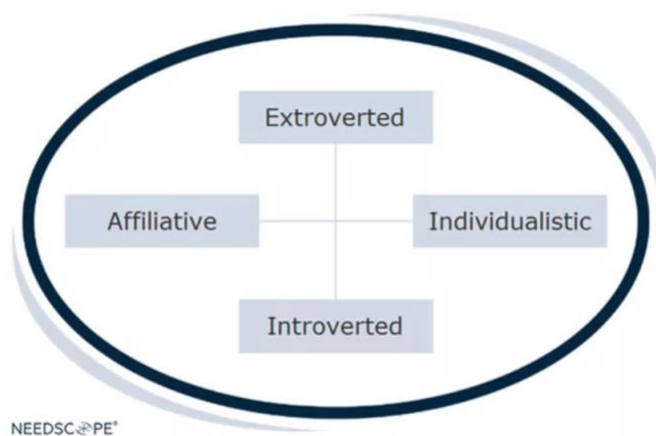 Extroverted
Affiliative
Individualistic
Introverted
NEEDSCOPE®